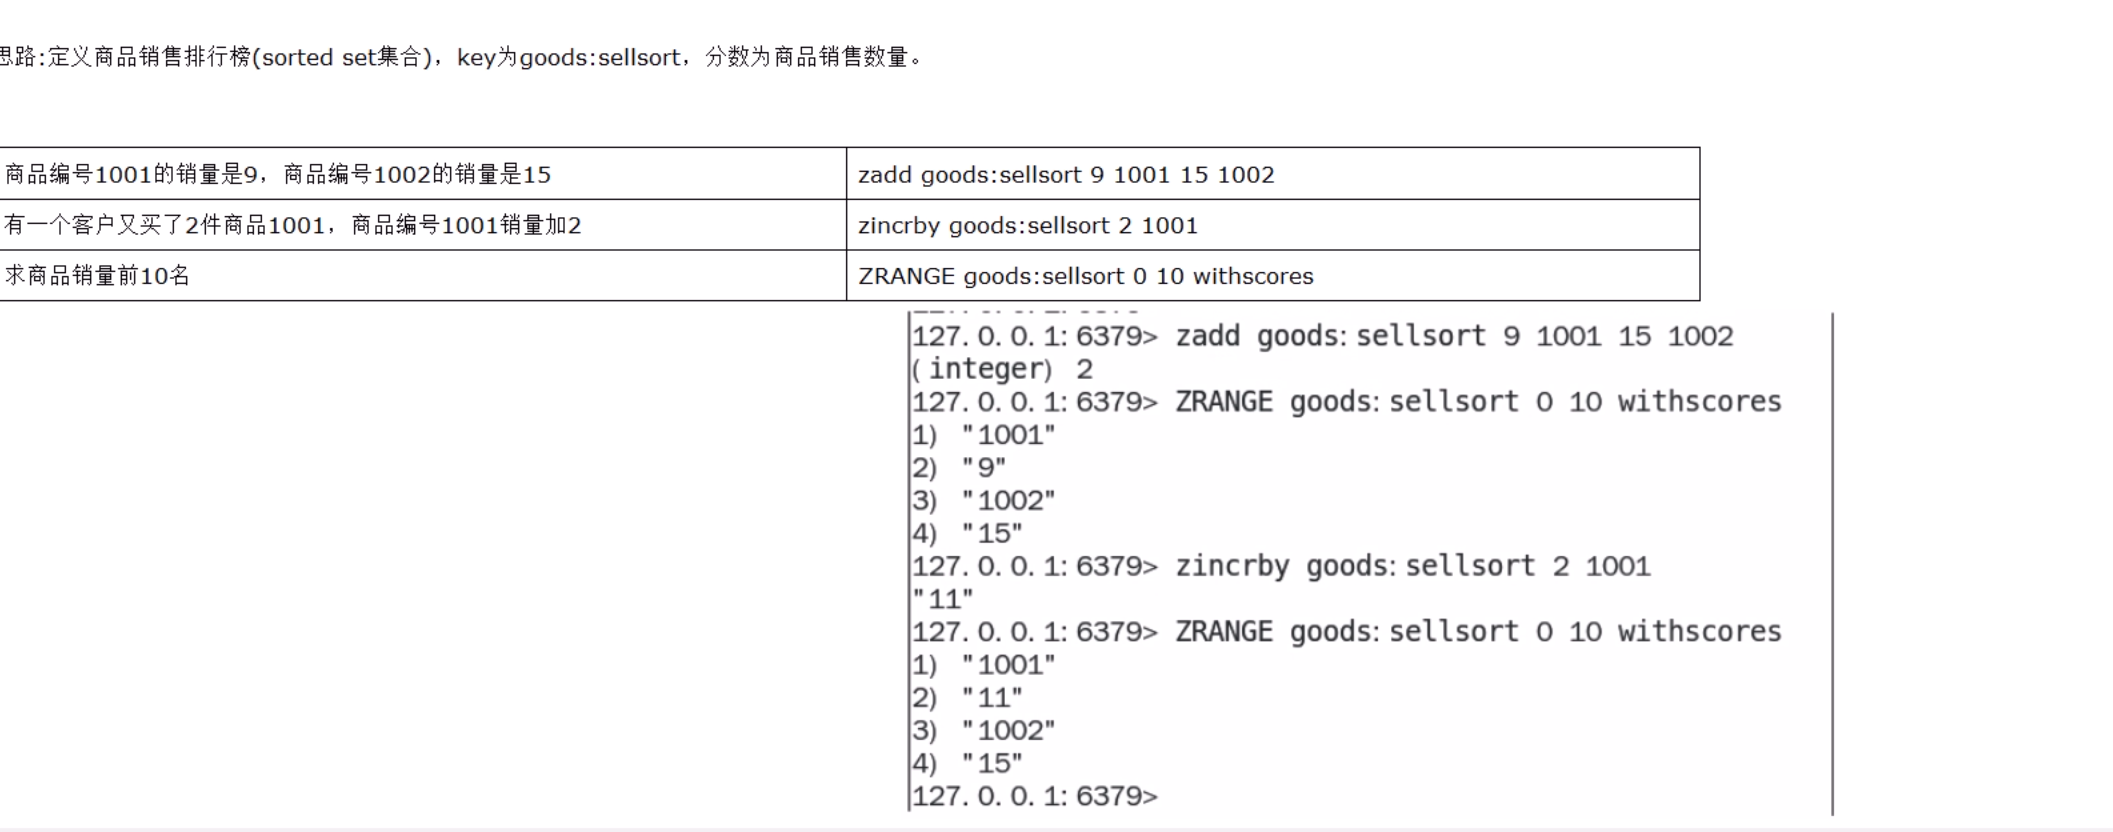 思路:定义商品销售排行榜(sorted set集合)，key为goods:sellsort，分数为商品销售数量。
商品编号1001的销量是9，商品编号1002的销量是15
zadd goods:sellsort 9 1001 15 1002
有一个客户又买了2件商品1001，商品编号1001销量加2
zincrby goods:sellsort 2 1001
求商品销量前10名
ZRANGE goods:sellsort 0 10 withscores
127.0.0.1:6379> zadd goods:sellsort 9 1001 15 1002
(integer) 2
127.0.0.1:6379> ZRANGE goods:sellsort 0 10 withscores
1) "1001"
2) "9"
3) "1002"
4) "15"
127.0.0.1:6379> zincrby goods:sellsort 2 1001
"11"
127.0.0.1:6379> ZRANGE goods:sellsort 0 10 withscores
1) "1001"
2) "11"
3) "1002"
4) "15"
127.0.0.1:6379>